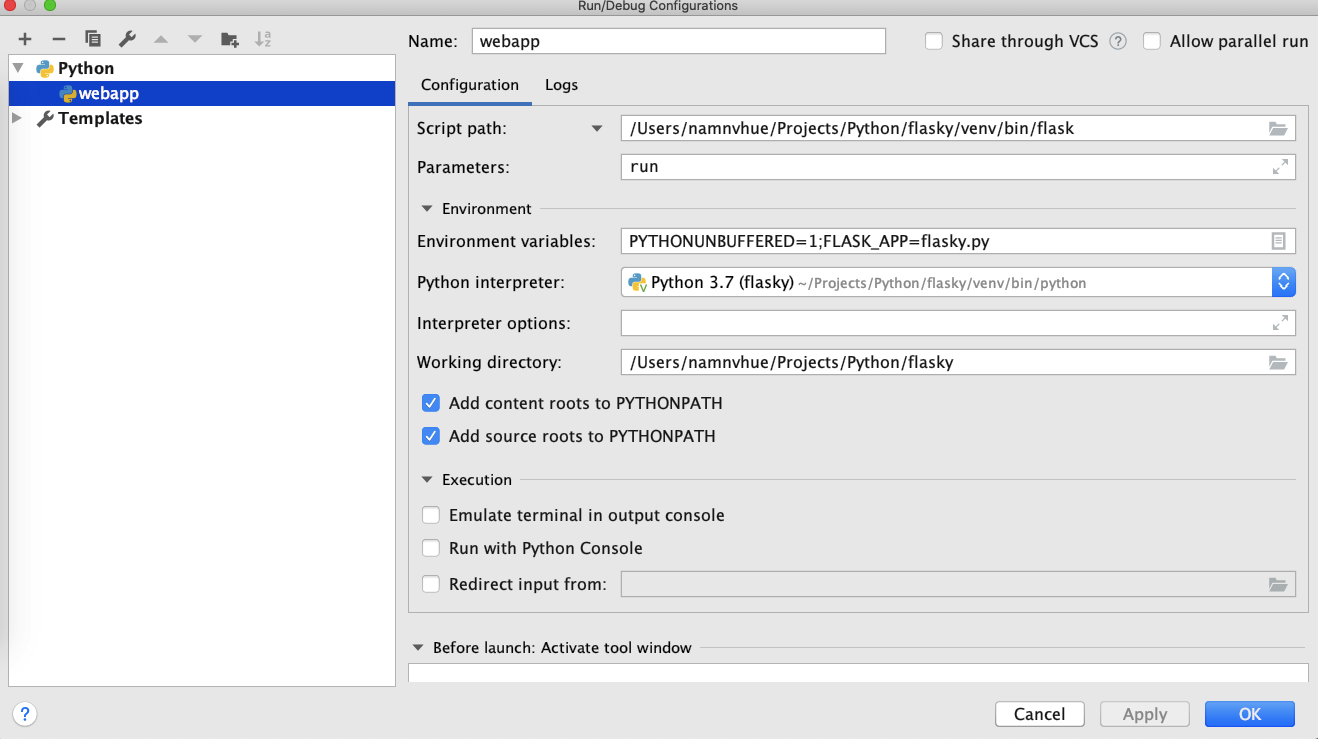 Run/Debug Configurations
Name: webapp
Share through VCS ? Allow parallel run
Python
webapp
Templates
Configuration Logs
Script path: /Users/namnvhue/Projects/Python/flasky/venv/bin/flask
Parameters: run
Environment
Environment variables: PYTHONUNBUFFERED=1;FLASK_APP=flasky.py
Python interpreter: Python 3.7 (flasky) ~/Projects/Python/flasky/venv/bin/python
Interpreter options:
Working directory: /Users/namnvhue/Projects/Python/flasky
Add content roots to PYTHONPATH
Add source roots to PYTHONPATH
Execution
Emulate terminal in output console
Run with Python Console
Redirect input from:
Before launch: Activate tool window
? Cancel Apply OK